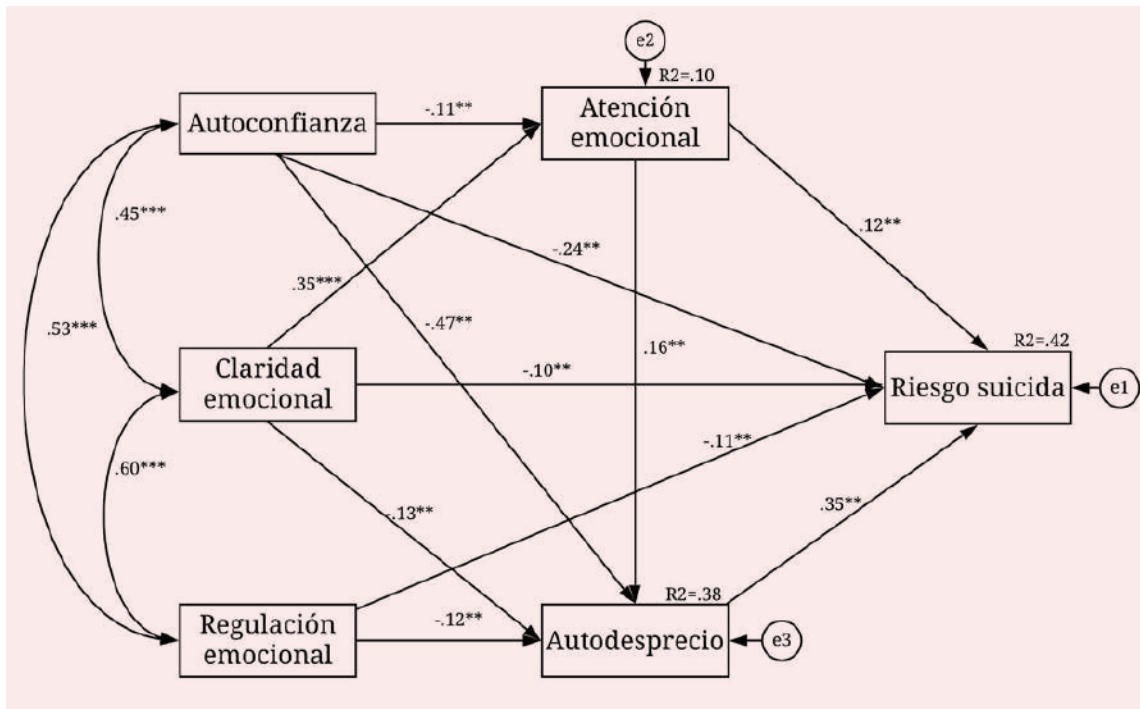 e2
R2=.10
Autoconfianza
-.11**
Atención
emocional
.45***
.12**
-.24**
.35***
.53***
-.47**
.16**
R2=.42
Claridad
emocional
-.10**
Riesgo suicida
e1
.60***
-.11**
-.13**
.35**
R2=.38
Regulación
emocional
-.12**
Autodesprecio
e3